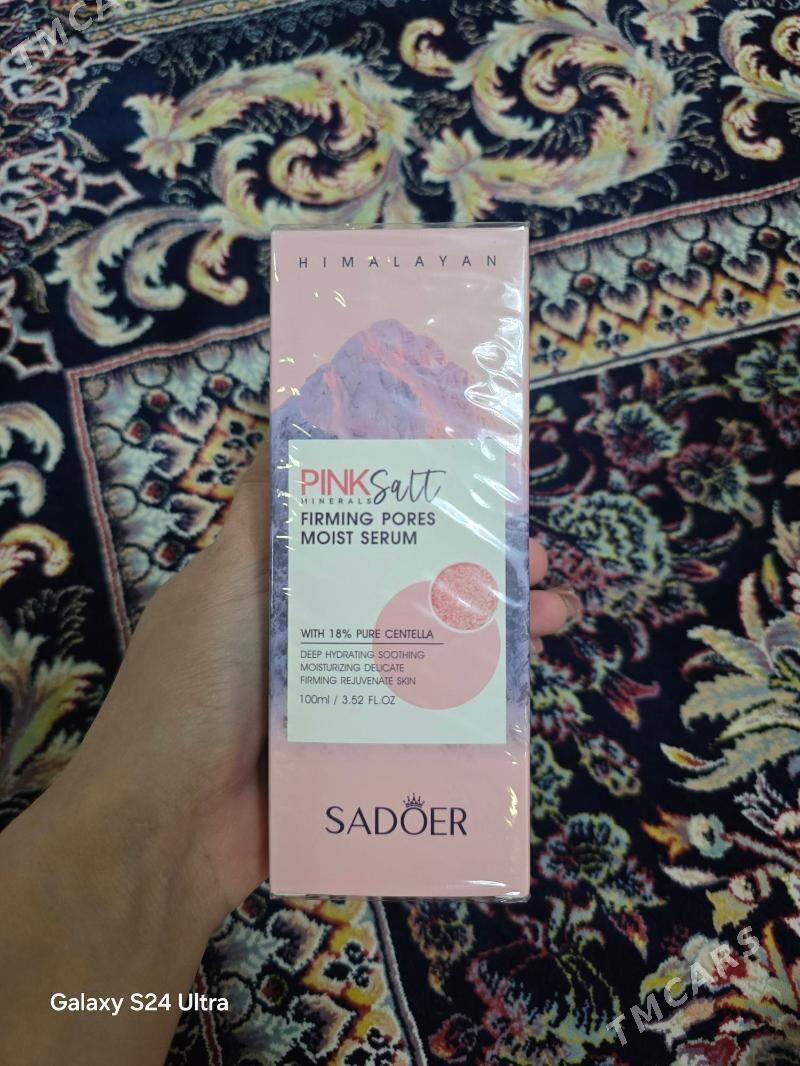 TMCARS
HIMALAYAN
PINK Salt
MINERALS
FIRMING PORES
MOIST SERUM
WITH 18% PURE CENTELLA
DEEP HYDRATING SOOTHING
MOISTURIZING DELICATE
FIRMING REJUVENATE SKIN
100ml / 3.52 FL.OZ
SADOER
Galaxy S24 Ultra
TMCARS